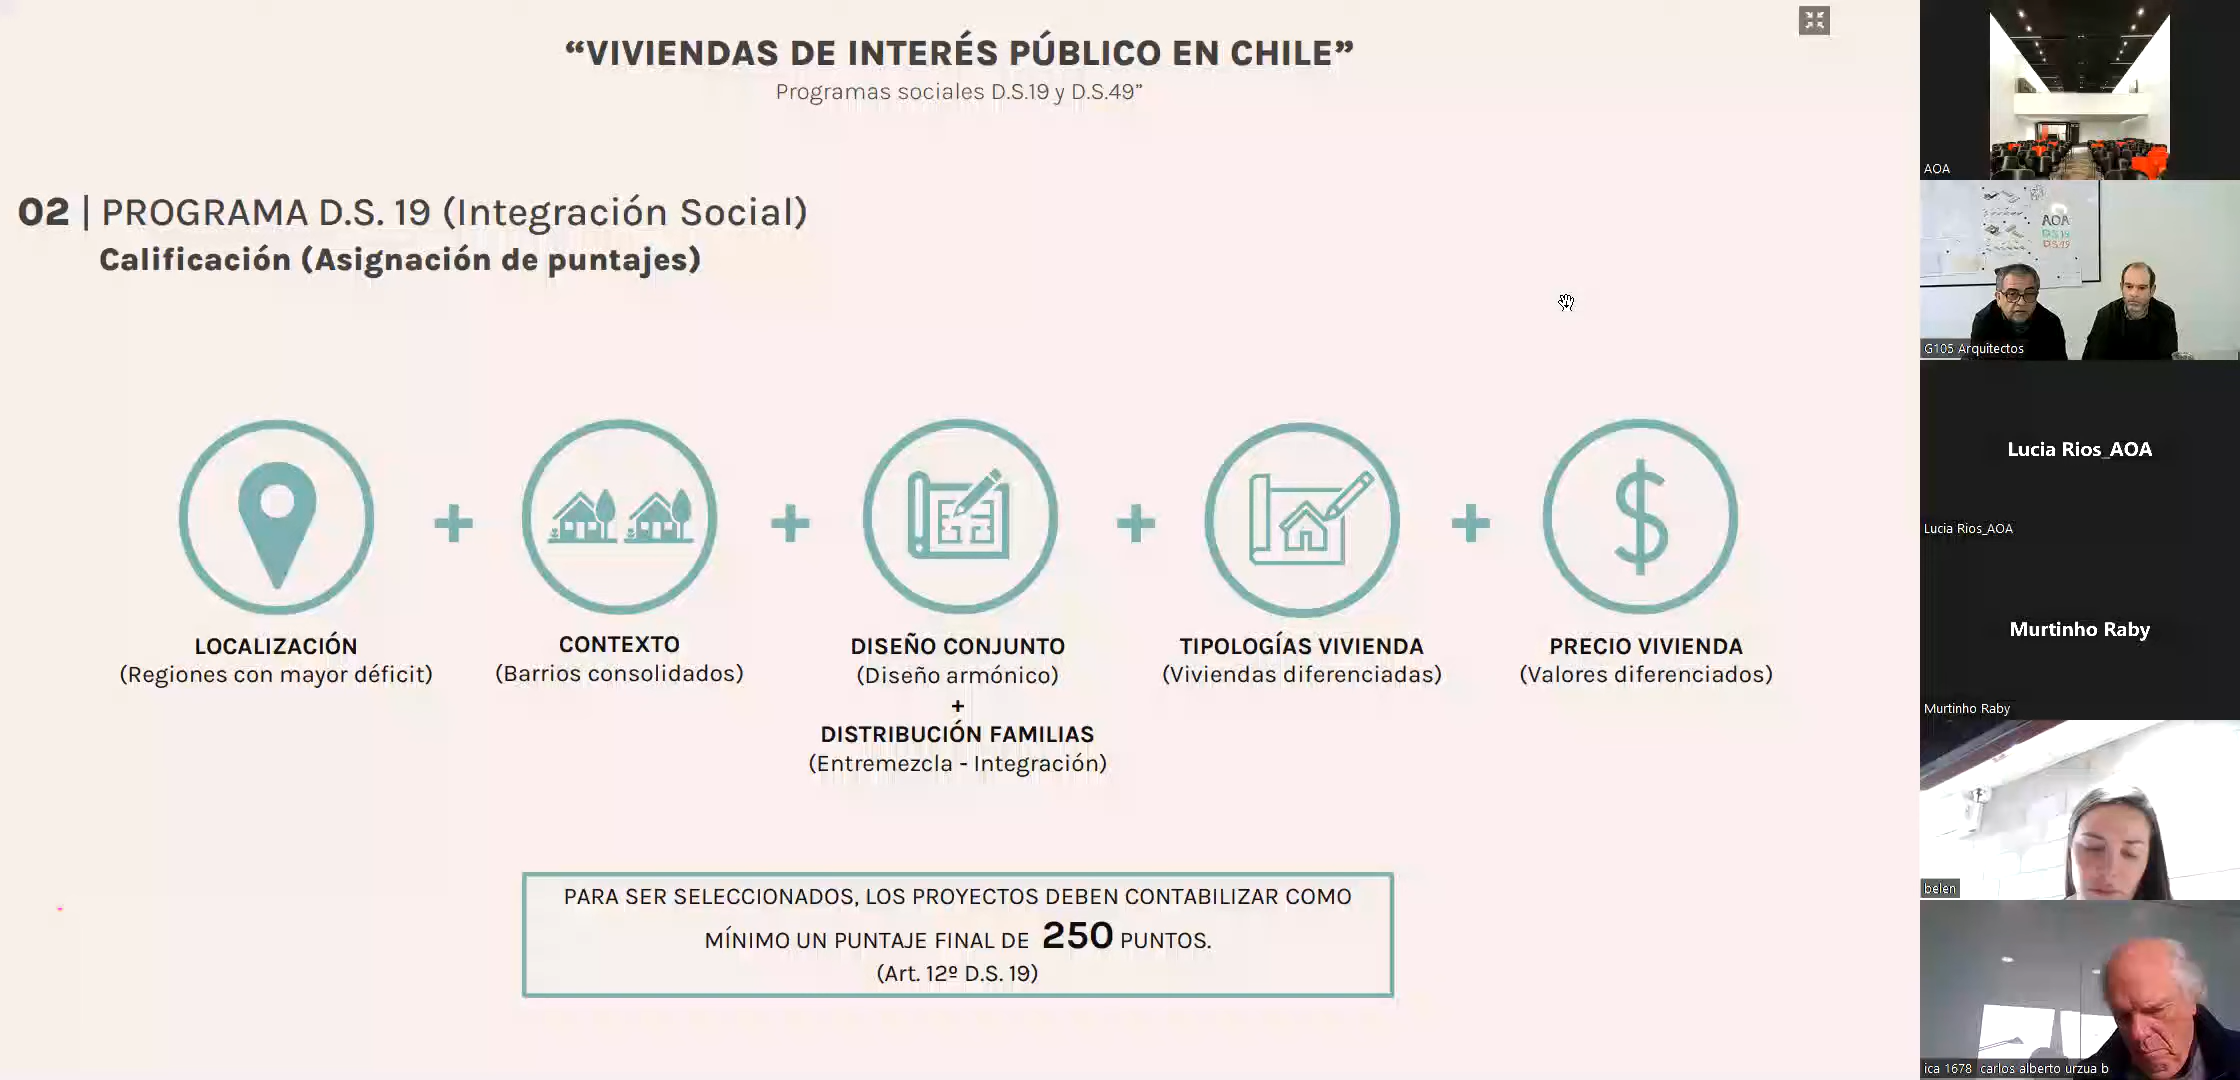 “VIVIENDAS DE INTERÉS PÚBLICO EN CHILE”
Programas sociales D.S.19 y D.S.49”
02 | PROGRAMA D.S. 19 (Integración Social)
Calificación (Asignación de puntajes)
LOCALIZACIÓN
(Regiones con mayor déficit)
CONTEXTO
(Barrios consolidados)
DISEÑO CONJUNTO
(Diseño armónico)
+
DISTRIBUCIÓN FAMILIAS
(Entremezcla - Integración)
TIPOLOGÍAS VIVIENDA
(Viviendas diferenciadas)
PRECIO VIVIENDA
(Valores diferenciados)
PARA SER SELECCIONADOS, LOS PROYECTOS DEBEN CONTABILIZAR COMO
MÍNIMO UN PUNTAJE FINAL DE 250 PUNTOS.
(Art. 12º D.S. 19)
AOA
AOA
D.S.19
D.S.49
G105 Arquitectos
Lucia Rios_AOA
Lucia Rios_AOA
Murtinho Raby
Murtinho Raby
belen
ica 1678 carlos alberto urzua b